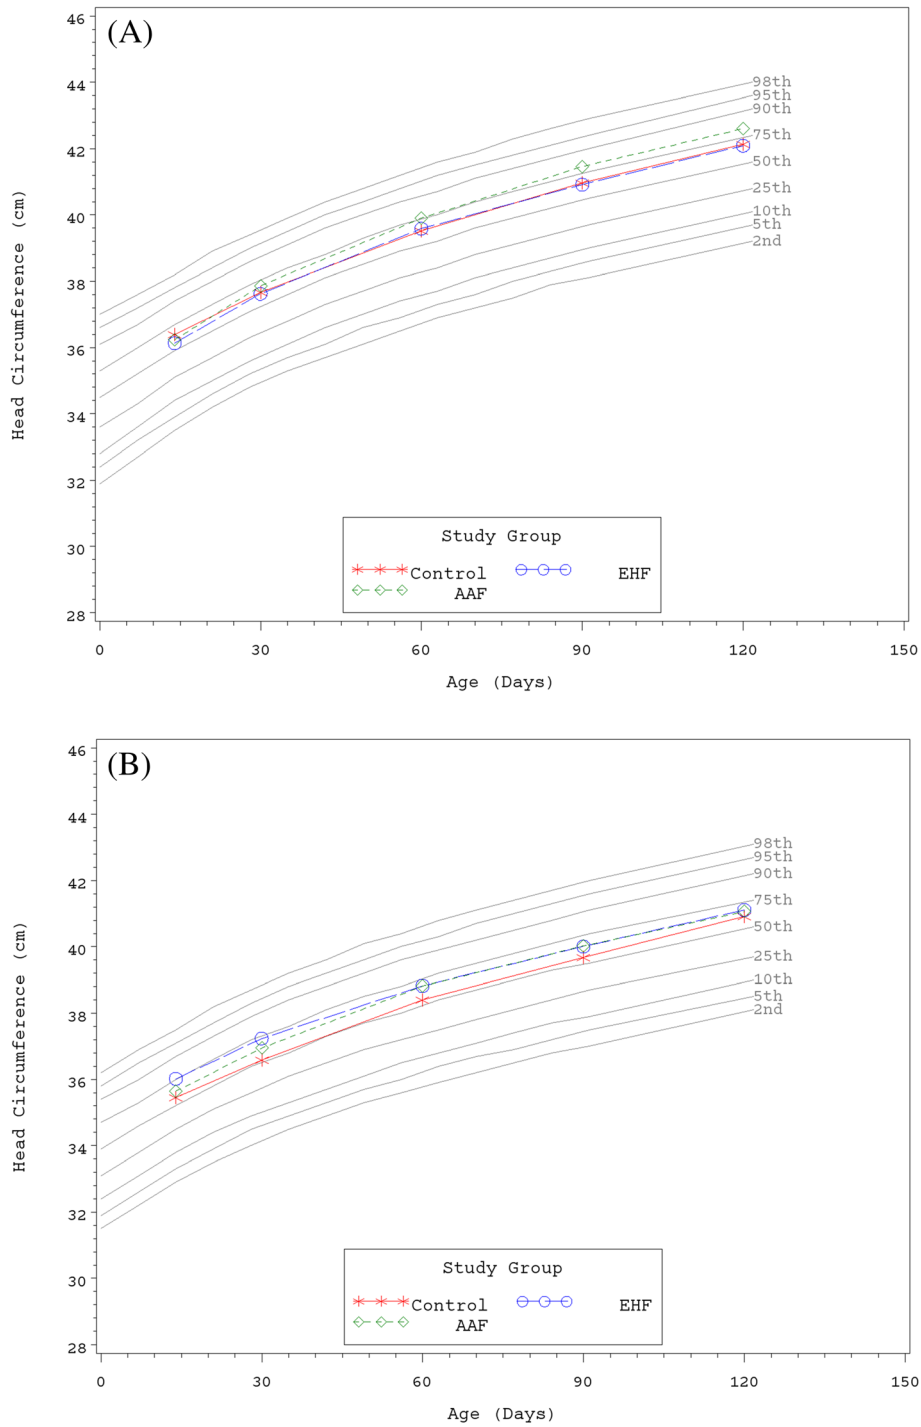 (A)
46
44
42
40
38
36
34
32
30
28
Head Circumference (cm)
98th
95th
90th
75th
50th
25th
10th
5th
2nd
Study Group
Control EHF
AAF
0 30 60 90 120 150
Age (Days)
(B)
46
44
42
40
38
36
34
32
30
28
Head Circumference (cm)
98th
95th
90th
75th
50th
25th
10th
5th
2nd
Study Group
Control EHF
AAF
0 30 60 90 120 150
Age (Days)